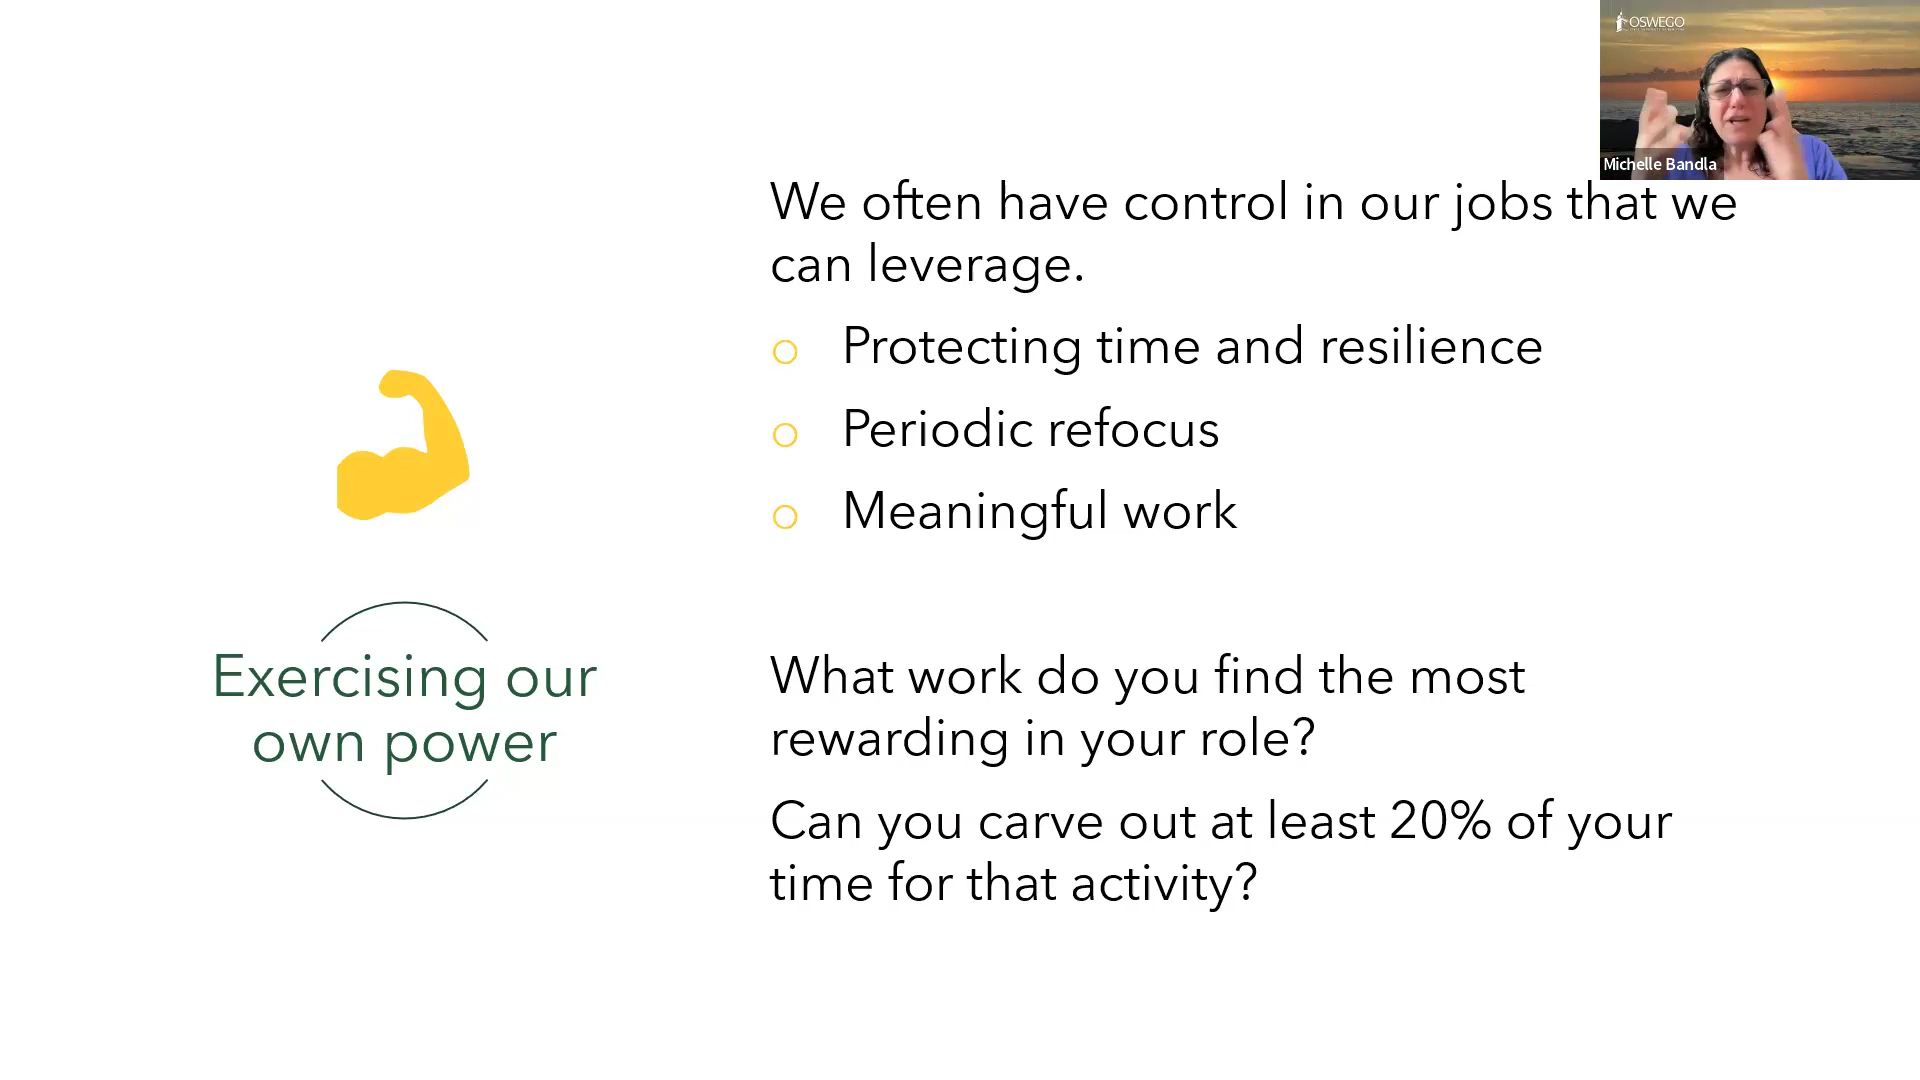 OSWEGO
Michelle Bandla
We often have control in our jobs that we
can leverage.
o Protecting time and resilience
o Periodic refocus
o Meaningful work
Exercising our
own power
What work do you find the most
rewarding in your role?
Can you carve out at least 20% of your
time for that activity?